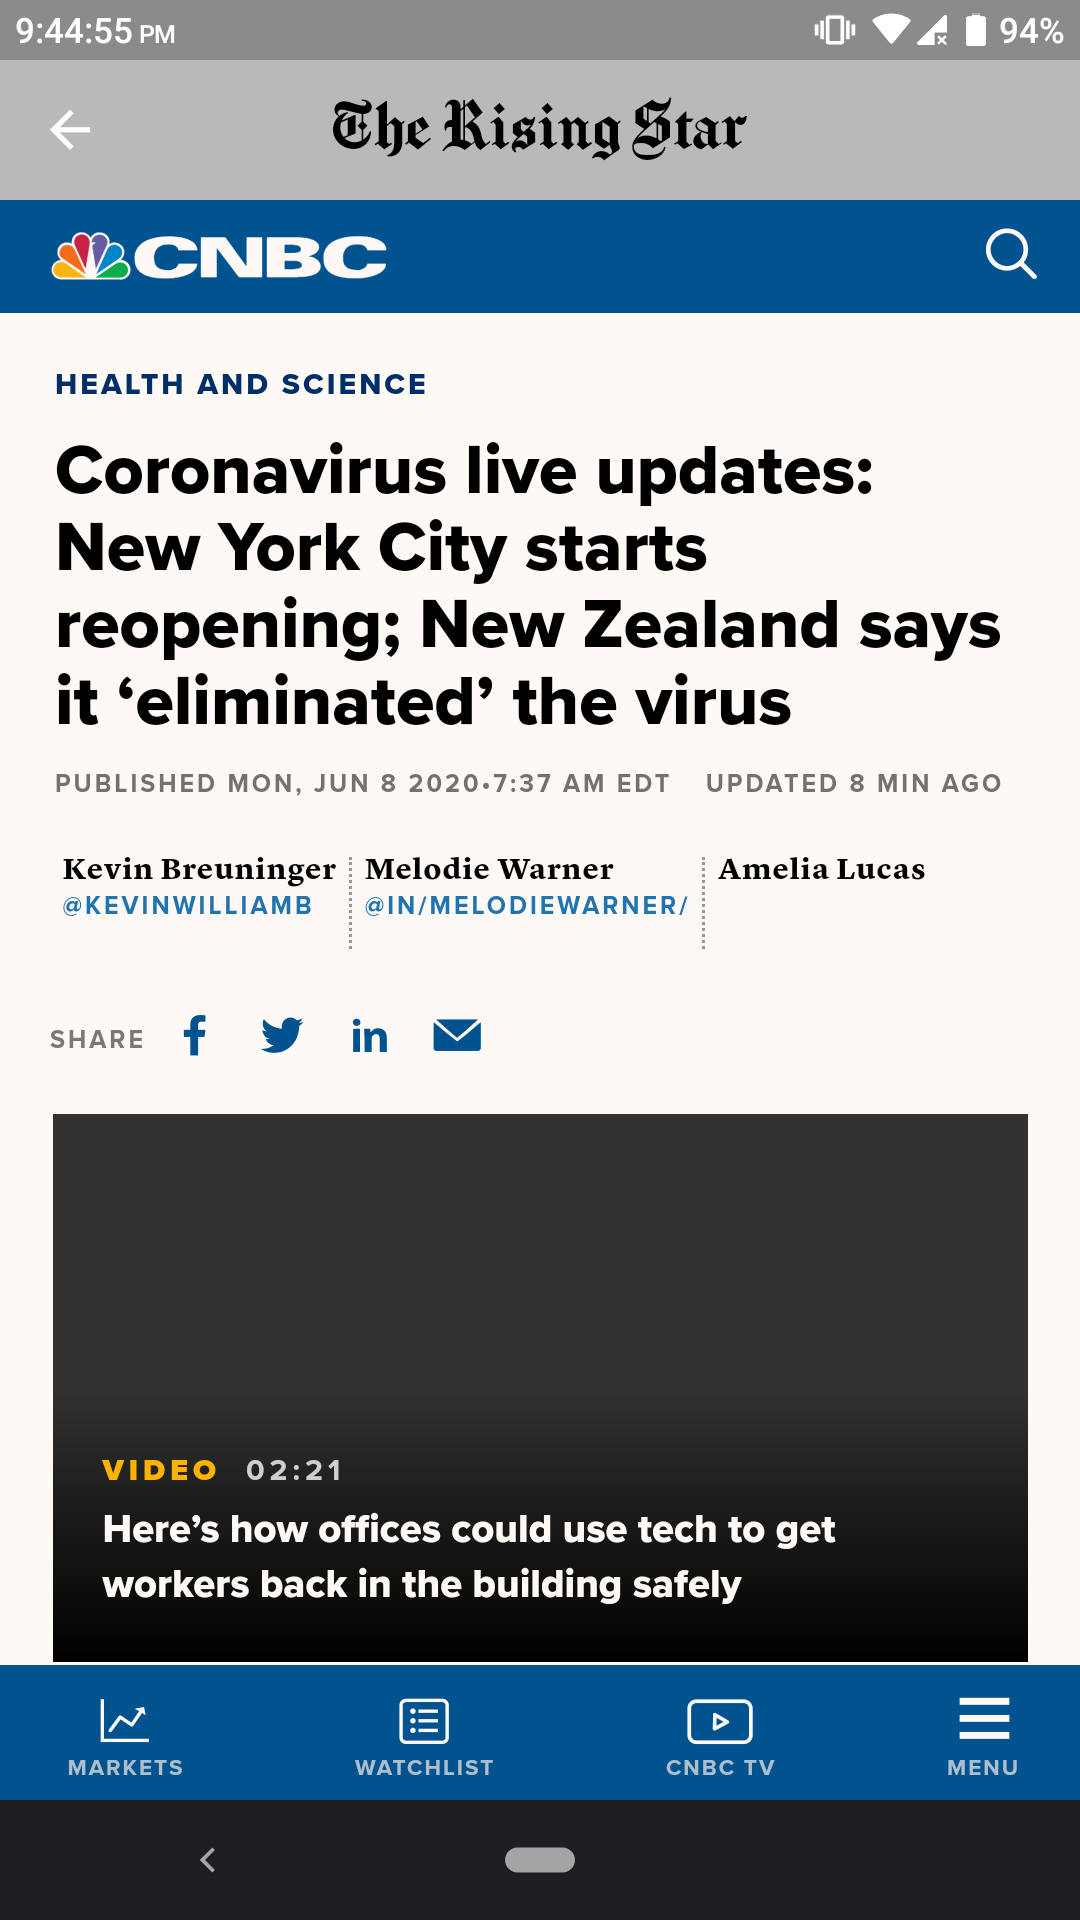 9:44:55 PM
94%
The Rising Star
CNBC
HEALTH AND SCIENCE
Coronavirus live updates:
New York City starts
reopening; New Zealand says
it ‘eliminated’ the virus
PUBLISHED MON, JUN 8 2020•7:37 AM EDT UPDATED 8 MIN AGO
Kevin Breuninger Melodie Warner Amelia Lucas
@KEVINWILLIAMB @IN/MELODIEWARNER/
SHARE
VIDEO 02:21
Here’s how offices could use tech to get
workers back in the building safely
MARKETS WATCHLIST CNBC TV MENU